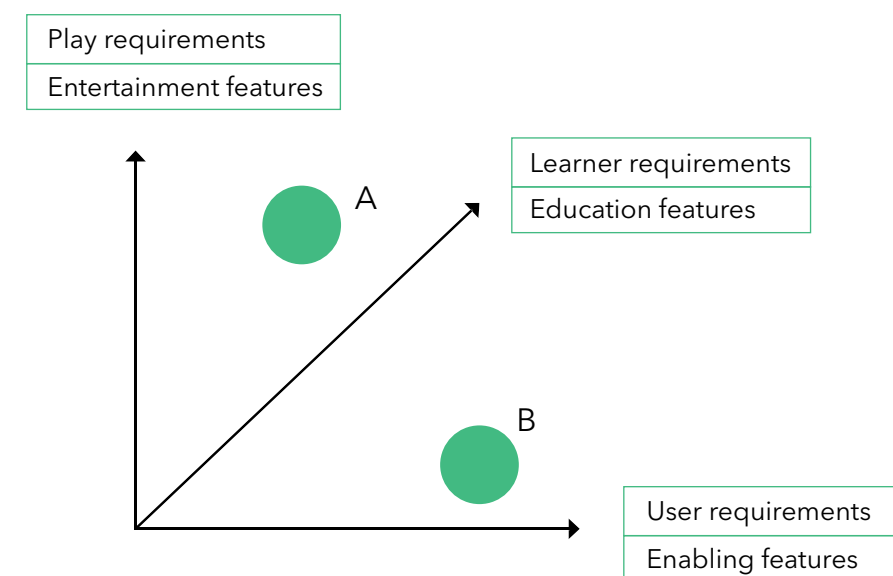 Play requirements
Entertainment features
Learner requirements
Education features
A
B
User requirements
Enabling features